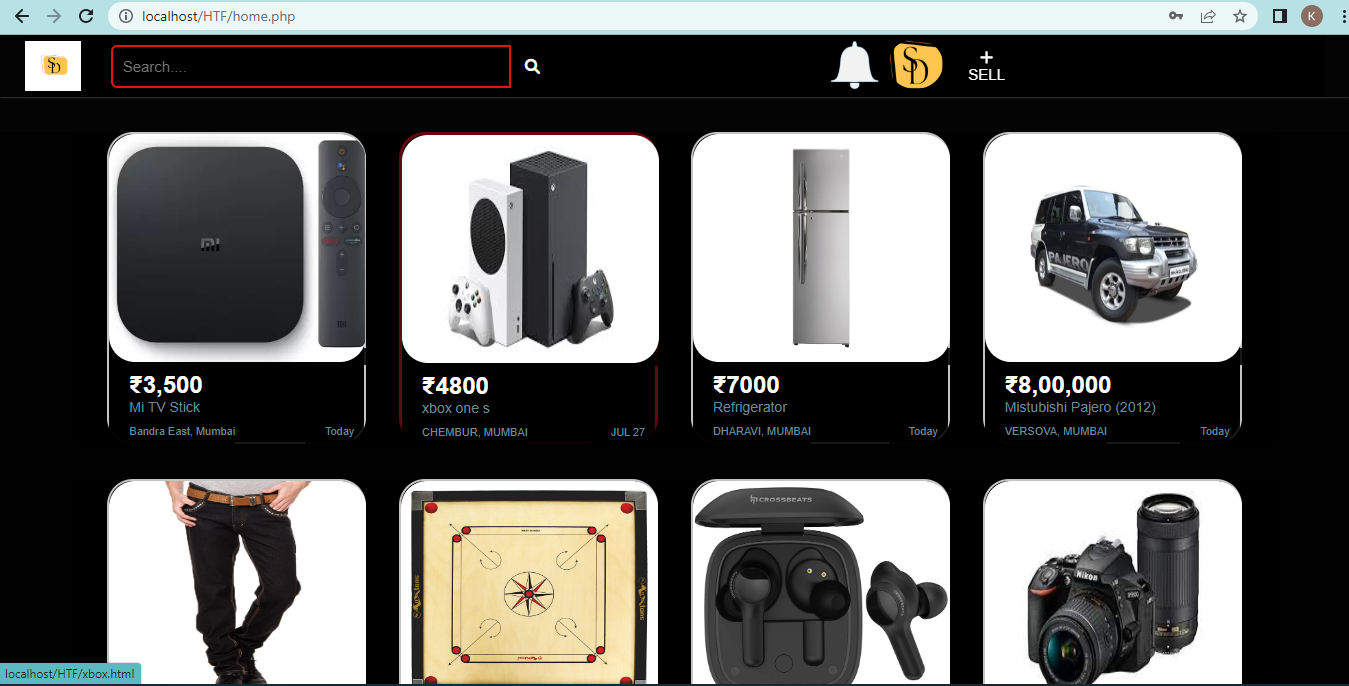 localhost/HTF/home.php
K
SD
Search....
SD
+
SELL
mi
mi
PAJERO
₹3,500
Mi TV Stick
Bandra East, Mumbai
Today
₹4800
xbox one s
CHEMBUR, MUMBAI
JUL 27
₹7000
Refrigerator
DHARAVI, MUMBAI
Today
₹8,00,000
Mistubishi Pajero (2012)
VERSOVA, MUMBAI
Today
CROSSBEATS
Nikon
localhost/HTF/xbox.html